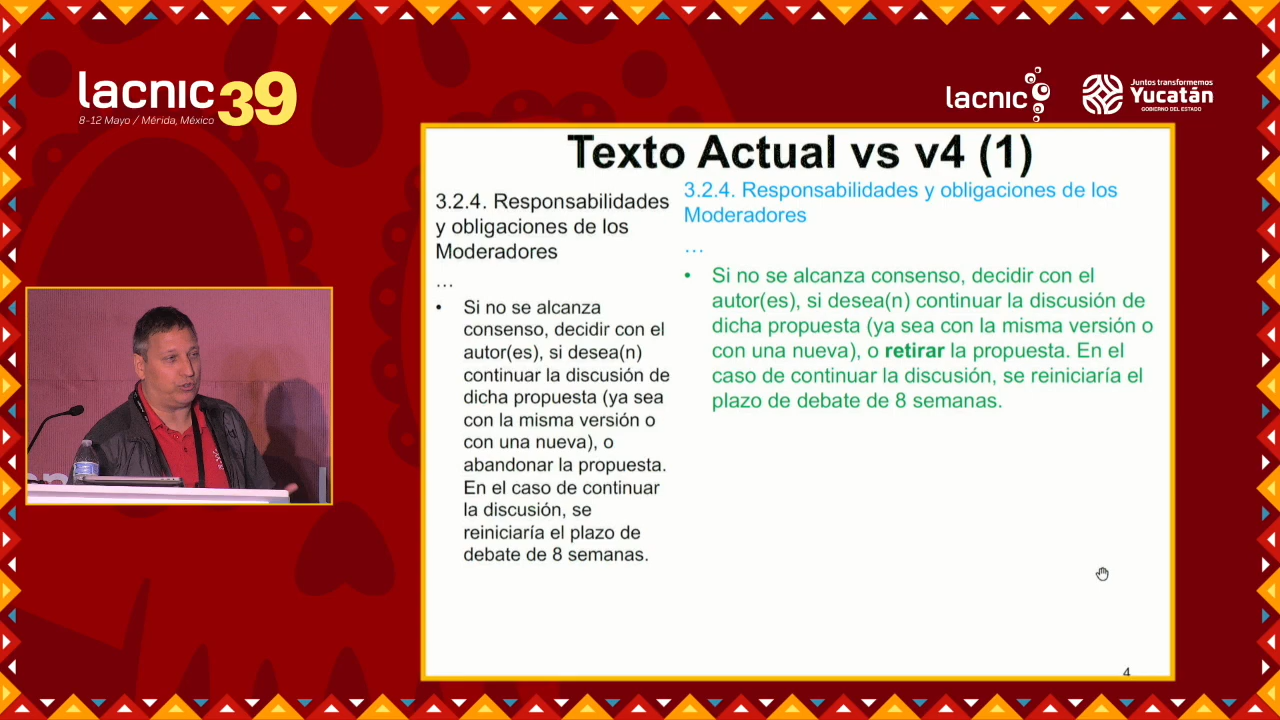 lacnic 39
8-12 Mayo / Mérida, México
lacnic
Juntos transformemos
Yucatán
GOBIERNO DEL ESTADO
Texto Actual vs v4 (1)
3.2.4. Responsabilidades
y obligaciones de los
Moderadores
…
• Si no se alcanza
consenso, decidir con el
autor(es), si desea(n)
continuar la discusión de
dicha propuesta (ya sea
con la misma versión o
con una nueva), o
abandonar la propuesta.
En el caso de continuar
la discusión, se
reiniciaría el plazo de
debate de 8 semanas.
3.2.4. Responsabilidades y obligaciones de los
Moderadores
…
• Si no se alcanza consenso, decidir con el
autor(es), si desea(n) continuar la discusión de
dicha propuesta (ya sea con la misma versión o
con una nueva), o retirar la propuesta. En el
caso de continuar la discusión, se reiniciaría el
plazo de debate de 8 semanas.
4